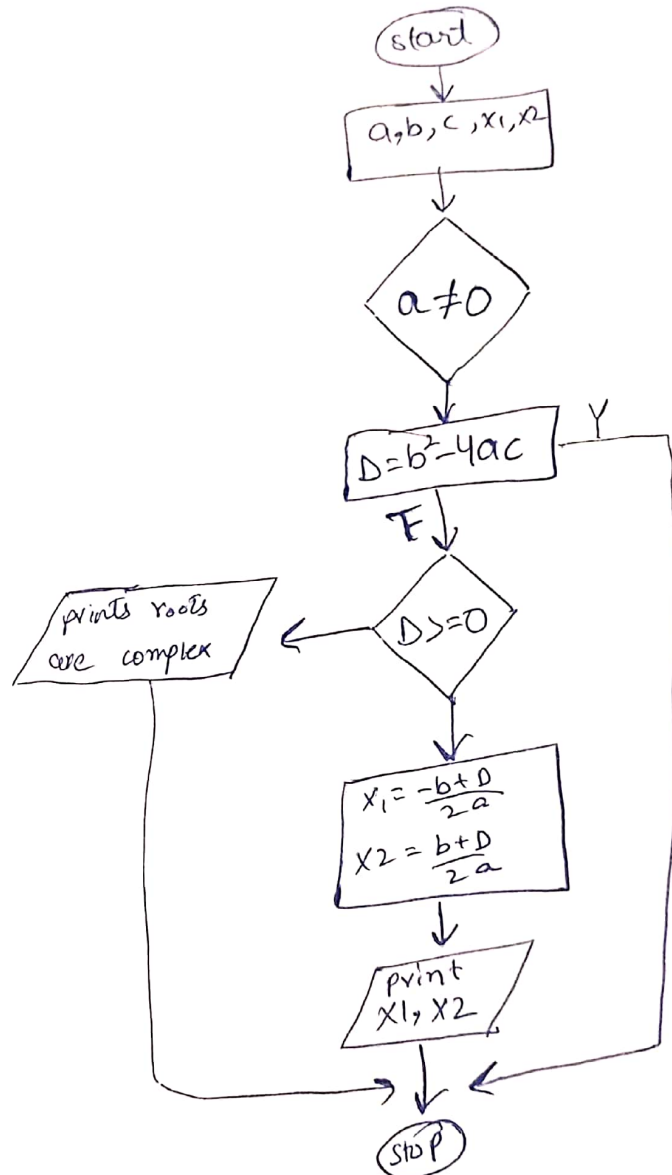 start
a,b,c,x1,x2
a≠0
D=b²-4ac
Y
F
D>=0
prints roots
are complex
x1=-b+D/2a
x2=b+D/2a
print
x1,x2
stop